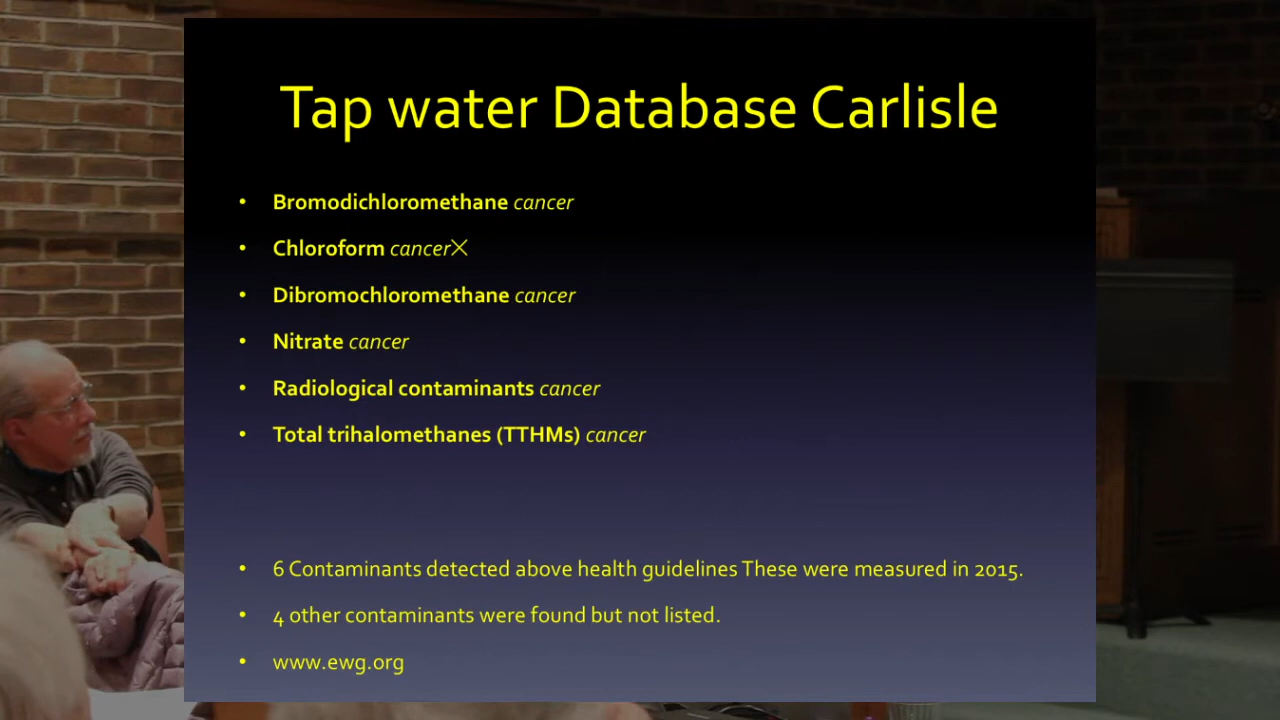 Tap water Database Carlisle
• Bromodichloromethane cancer
• Chloroform cancer╳
• Dibromochloromethane cancer
• Nitrate cancer
• Radiological contaminants cancer
• Total trihalomethanes (TTHMs) cancer
• 6 Contaminants detected above health guidelines These were measured in 2015.
• 4 other contaminants were found but not listed.
• www.ewg.org